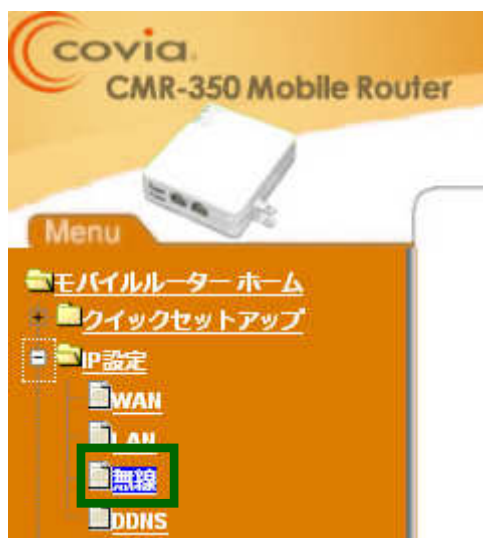 covia.
CMR-350 Mobile Router
Menu
モバイルルーター ホーム
クイックセットアップ
IP設定
WAN
LAN
無線
DDNS